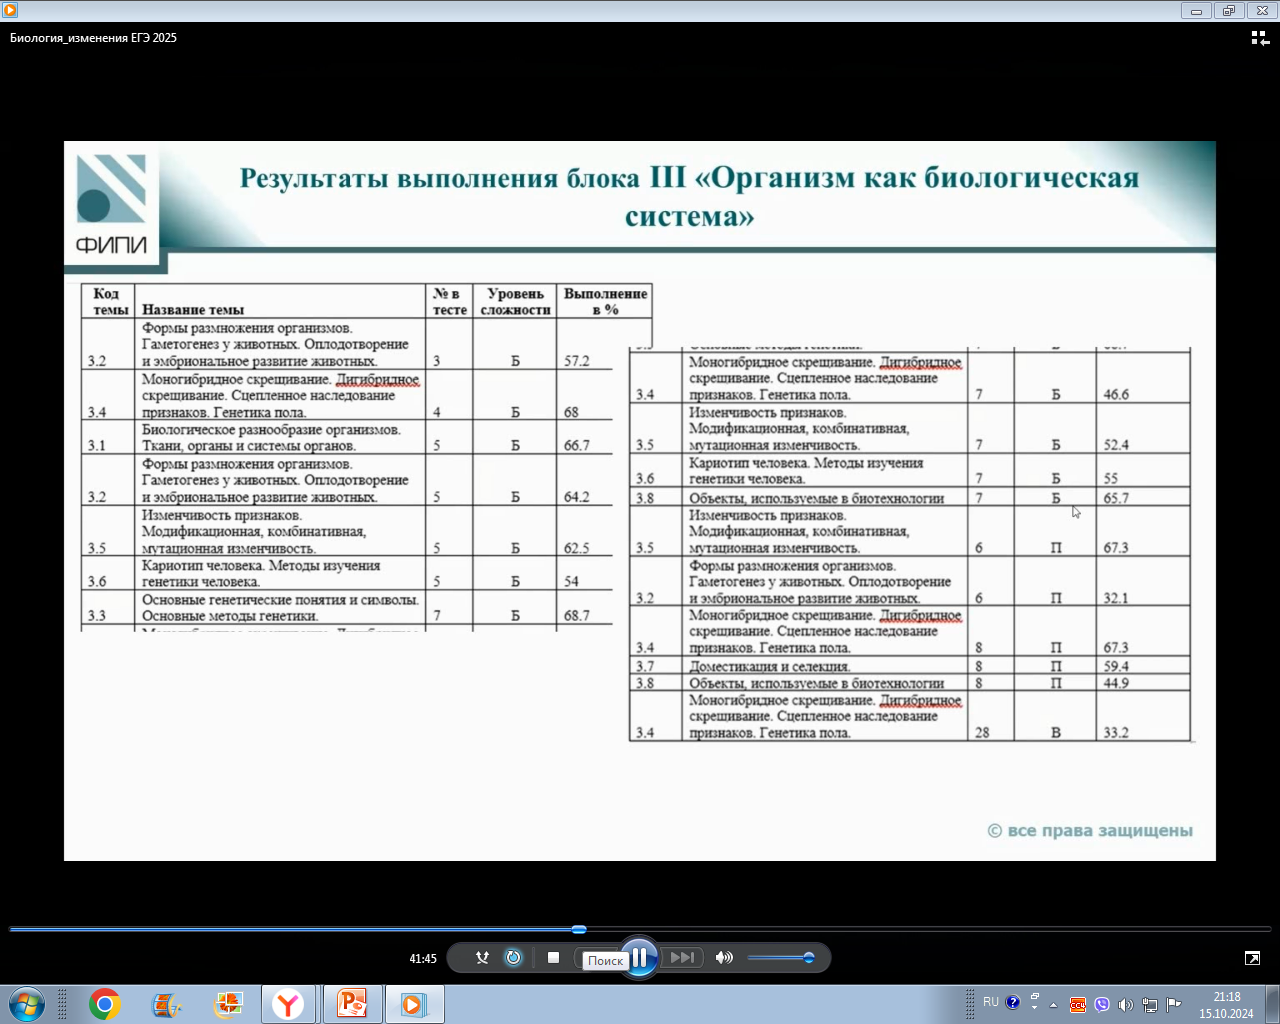 Биология_изменения ЕГЭ 2025
ФИПИ
Результаты выполнения блока III «Организм как биологическая
система»
Код темы Название темы № в тесте Уровень сложности Выполнение в %
Формы размножения организмов.
Гаметогенез у животных. Оплодотворение
3.2 и эмбриональное развитие животных. 3 Б 57.2
Моногибридное скрещивание. Дигибридное
скрещивание. Сцепленное наследование
3.4 признаков. Генетика пола. 4 Б 68
Биологическое разнообразие организмов.
3.1 Ткани, органы и системы органов. 5 Б 66.7
Формы размножения организмов.
Гаметогенез у животных. Оплодотворение
3.2 и эмбриональное развитие животных. 5 Б 64.2
Изменчивость признаков.
Модификационная, комбинативная,
3.5 мутационная изменчивость. 5 Б 62.5
Кариотип человека. Методы изучения
3.6 генетики человека. 5 Б 54
Основные генетические понятия и символы.
3.3 Основные методы генетики. 7 Б 68.7
Моногибридное скрещивание. Дигибридное
скрещивание. Сцепленное наследование
3.4 признаков. Генетика пола. 7 Б 46.6
Изменчивость признаков.
Модификационная, комбинативная,
3.5 мутационная изменчивость. 7 Б 52.4
Кариотип человека. Методы изучения
3.6 генетики человека. 7 Б 55
3.8 Объекты, используемые в биотехнологии 7 Б 65.7
Изменчивость признаков.
Модификационная, комбинативная,
3.5 мутационная изменчивость. 6 П 67.3
Формы размножения организмов.
Гаметогенез у животных. Оплодотворение
3.2 и эмбриональное развитие животных. 6 П 32.1
Моногибридное скрещивание. Дигибридное
скрещивание. Сцепленное наследование
3.4 признаков. Генетика пола. 8 П 67.3
3.7 Доместикация и селекция. 8 П 59.4
3.8 Объекты, используемые в биотехнологии 8 П 44.9
Моногибридное скрещивание. Дигибридное
скрещивание. Сцепленное наследование
3.4 признаков. Генетика пола. 28 В 33.2
© все права защищены
41:45
Поиск
RU
21:18
15.10.2024